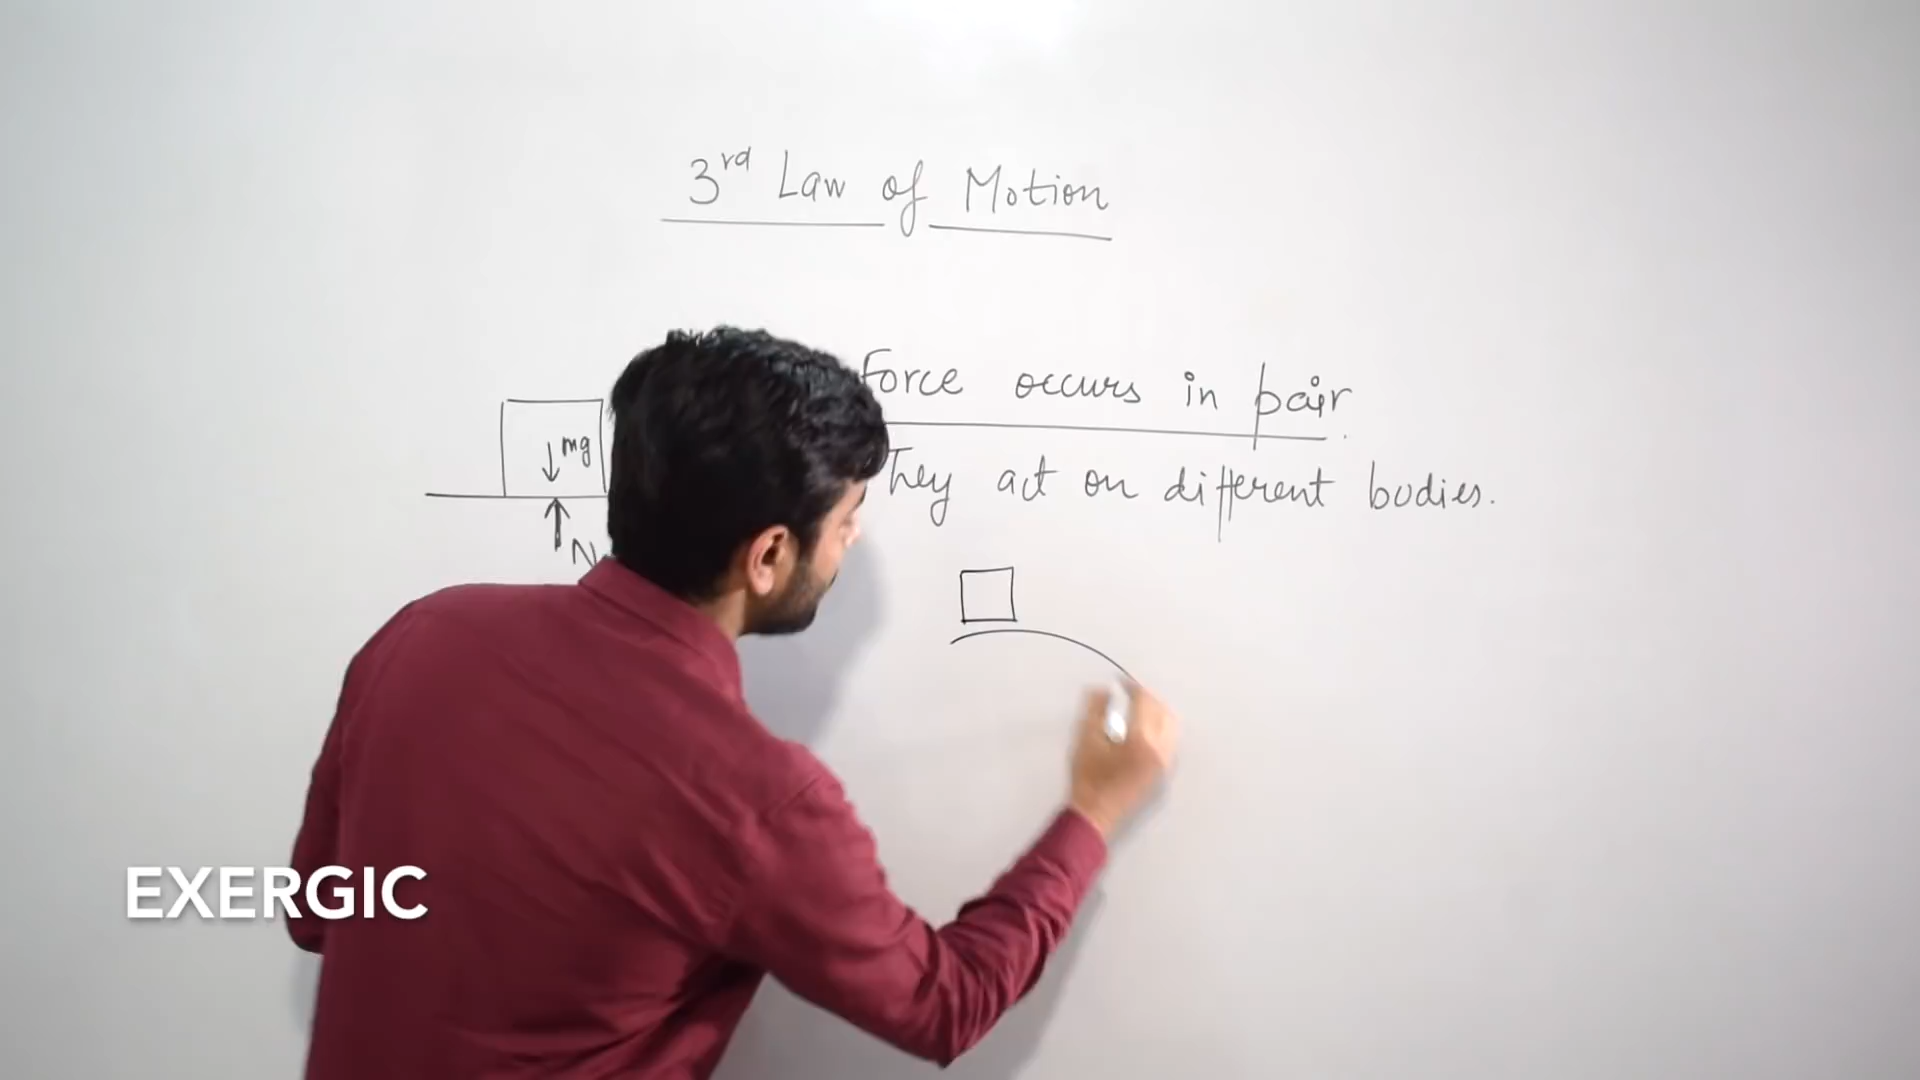 3rd Law of Motion
Force occurs in pair.
They act on different bodies.
mg
N
EXERGIC